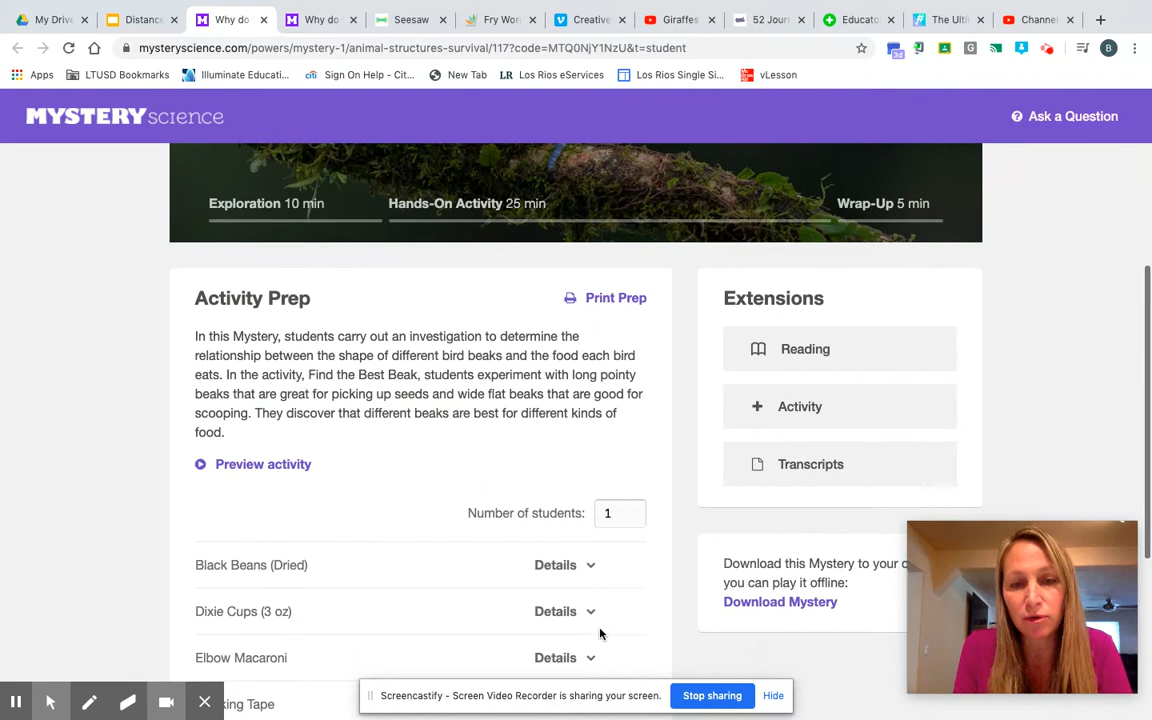 My Drive
Distance
Why do
Why do
Seesaw
Fry Wor
Creative
Giraffes
52 Jour
Educato
The Ulti
Channel
mysteryscience.com/powers/mystery-1/animal-structures-survival/117?code=MTQ0NjY1NzU&t=student
Apps
LTUSD Bookmarks
Illuminate Educati...
Sign On Help - Cit...
New Tab
Los Rios eServices
Los Rios Single Si...
vLesson
MYSTERY science
Ask a Question
Exploration 10 min
Hands-On Activity 25 min
Wrap-Up 5 min
Activity Prep
Print Prep
In this Mystery, students carry out an investigation to determine the
relationship between the shape of different bird beaks and the food each bird
eats. In the activity, Find the Best Beak, students experiment with long pointy
beaks that are great for picking up seeds and wide flat beaks that are good for
scooping. They discover that different beaks are best for different kinds of
food.
Preview activity
Number of students: 1
Black Beans (Dried) Details
Dixie Cups (3 oz) Details
Elbow Macaroni Details
king Tape
Extensions
Reading
Activity
Transcripts
Download this Mystery to your c
you can play it offline:
Download Mystery
Screencastify - Screen Video Recorder is sharing your screen.
Stop sharing
Hide